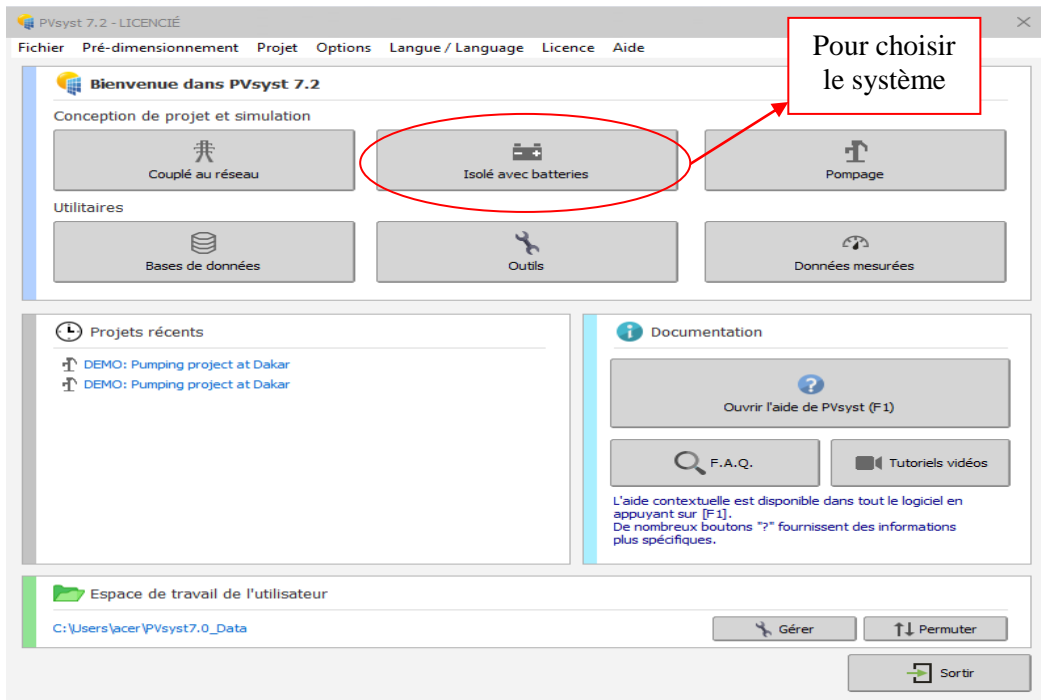 PVsyst 7.2 - LICENCIÉ
Fichier Pré-dimensionnement Projet Options Langue / Language Licence Aide
Pour choisir
le système
Bienvenue dans PVsyst 7.2
Conception de projet et simulation
Couplé au réseau
Isolé avec batteries
Pompage
Utilitaires
Bases de données
Outils
Données mesurées
Projets récents
DEMO: Pumping project at Dakar
DEMO: Pumping project at Dakar
Documentation
Ouvrir l'aide de PVsyst (F1)
F.A.Q.
Tutoriels vidéos
L'aide contextuelle est disponible dans tout le logiciel en
appuyant sur [F1].
De nombreux boutons "?" fournissent des informations
plus spécifiques.
Espace de travail de l'utilisateur
C:\Users\acer\PVsyst7.0_Data
Gérer
Permuter
Sortir